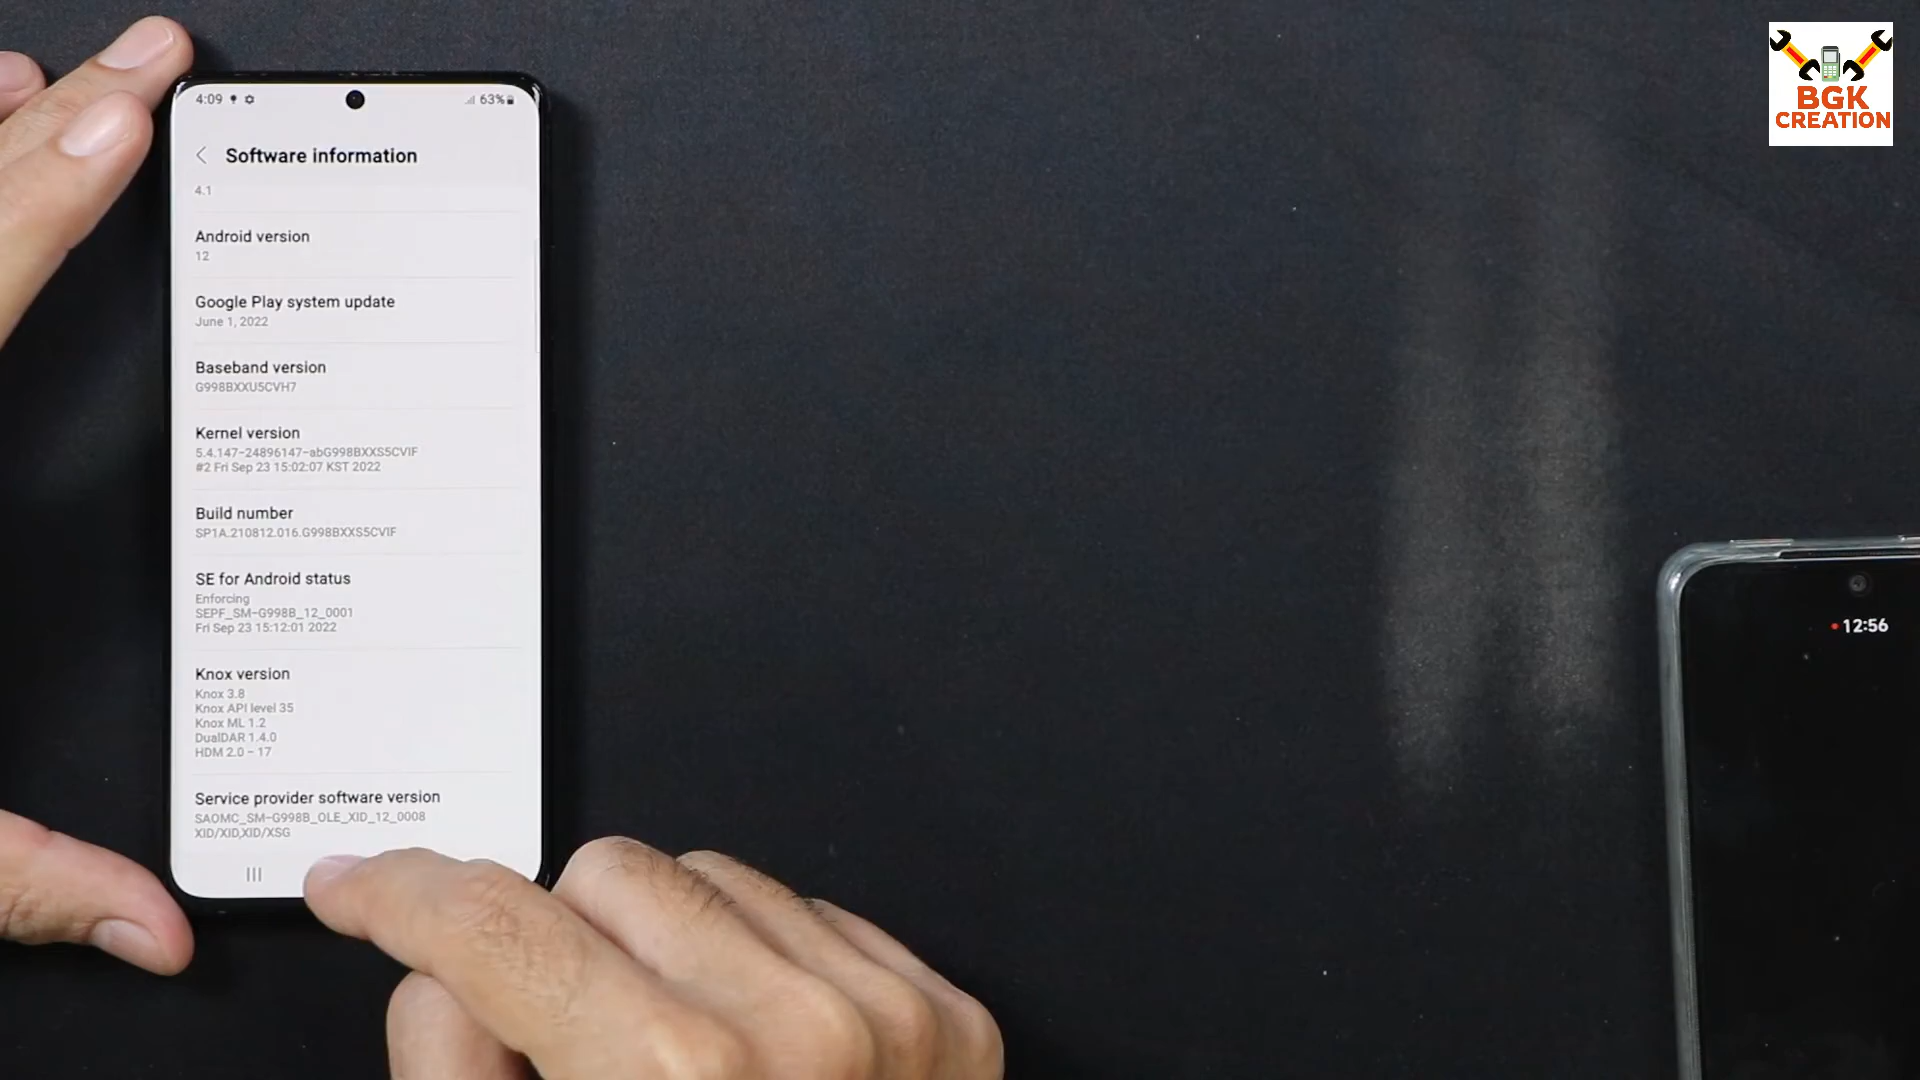 BGK
CREATION
4:09
63%
Software information
4.1
Android version
12
Google Play system update
June 1, 2022
Baseband version
G998BXXU5CVH7
Kernel version
5.4.147-24896147-abG998BXXS5CVIF
#2 Fri Sep 23 15:02:07 KST 2022
Build number
SP1A.210812.016.G998BXXS5CVIF
SE for Android status
Enforcing
SEPF_SM-G998B_12_0001
Fri Sep 23 15:12:01 2022
Knox version
Knox 3.8
Knox API level 35
Knox ML 1.2
DualDAR 1.4.0
HDM 2.0 - 17
Service provider software version
SAOMC_SM-G998B_OLE_XID_12_0008
XID/XID,XID/XSG
12:56